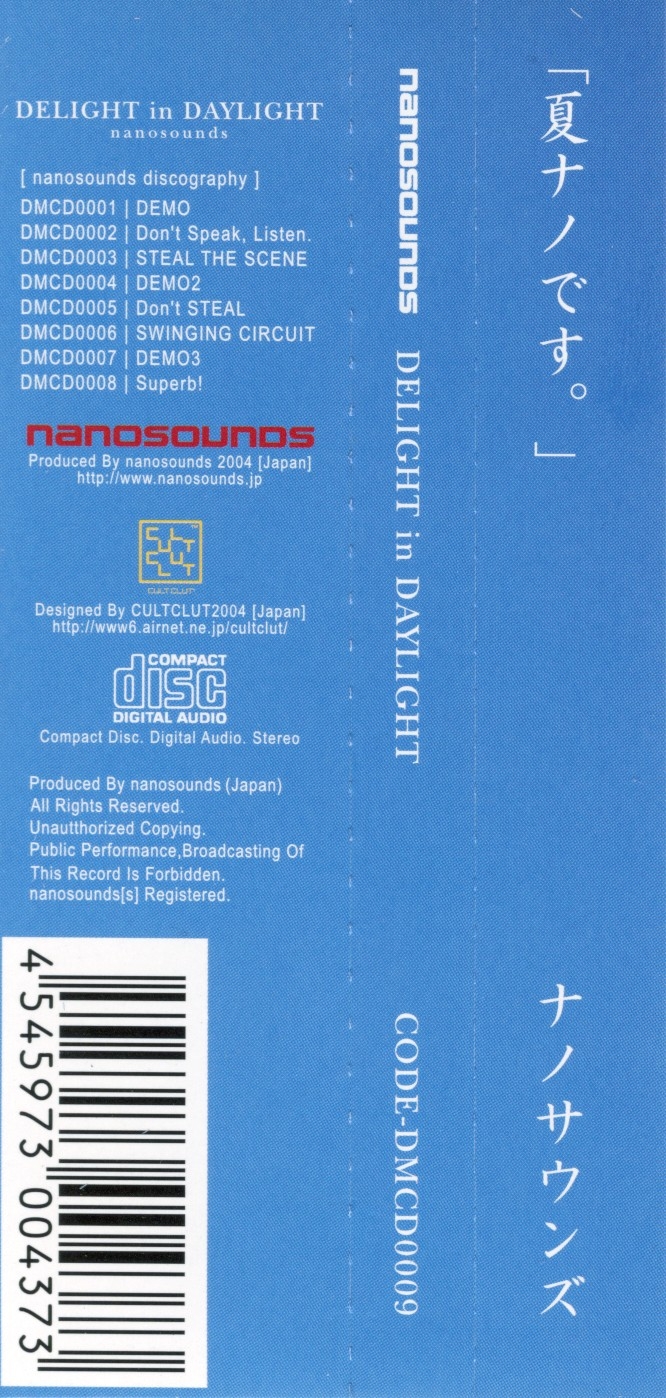 DELIGHT in DAYLIGHT
nanosounds
[ nanosounds discography ]
DMCD0001 | DEMO
DMCD0002 | Don't Speak, Listen.
DMCD0003 | STEAL THE SCENE
DMCD0004 | DEMO2
DMCD0005 | Don't STEAL
DMCD0006 | SWINGING CIRCUIT
DMCD0007 | DEMO3
DMCD0008 | Superb!
nanosounds
Produced By nanosounds 2004 [Japan]
http://www.nanosounds.jp
CULT CLUT
CULTCLUT
Designed By CULTCLUT2004 [Japan]
http://www6.airnet.ne.jp/cultclut/
COMPACT
disc
DIGITAL AUDIO
Compact Disc. Digital Audio. Stereo
Produced By nanosounds (Japan)
All Rights Reserved.
Unautthorized Copying.
Public Performance,Broadcasting Of
This Record Is Forbidden.
nanosounds[s] Registered.
4 545973 004373
nanosounds DELIGHT in DAYLIGHT CODE-DMCD0009
「夏ナノです。」
ナノサウンズ